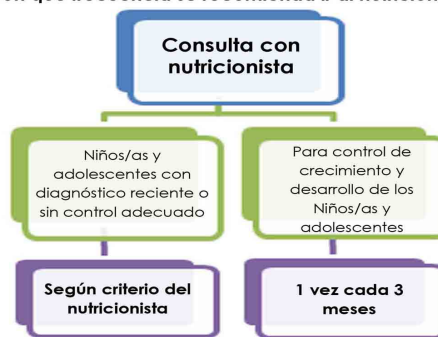 Consulta con
nutricionista
Niños/as y
adolescentes con
diagnóstico reciente o
sin control adecuado
Para control de
crecimiento y
desarrollo de los
Niños/as y
adolescentes
Según criterio del
nutricionista
1 vez cada 3
meses